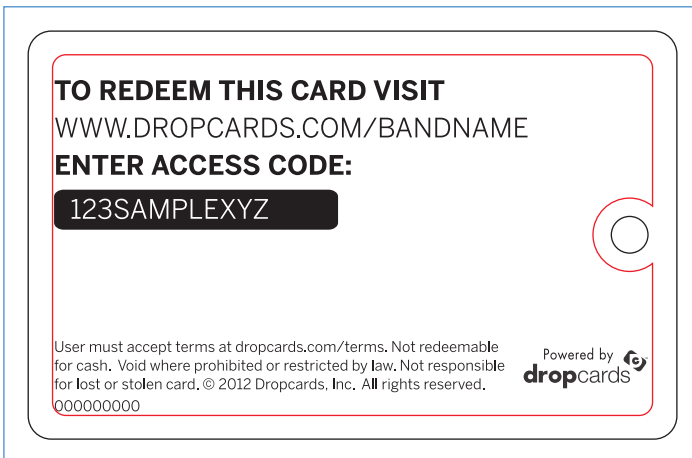 TO REDEEM THIS CARD VISIT
WWW.DROPCARDS.COM/BANDNAME
ENTER ACCESS CODE:
123SAMPLEXYZ
User must accept terms at dropcards.com/terms. Not redeemable
for cash. Void where prohibited or restricted by law. Not responsible
for lost or stolen card. © 2012 Dropcards, Inc. All rights reserved.
000000000
Powered by
dropcards